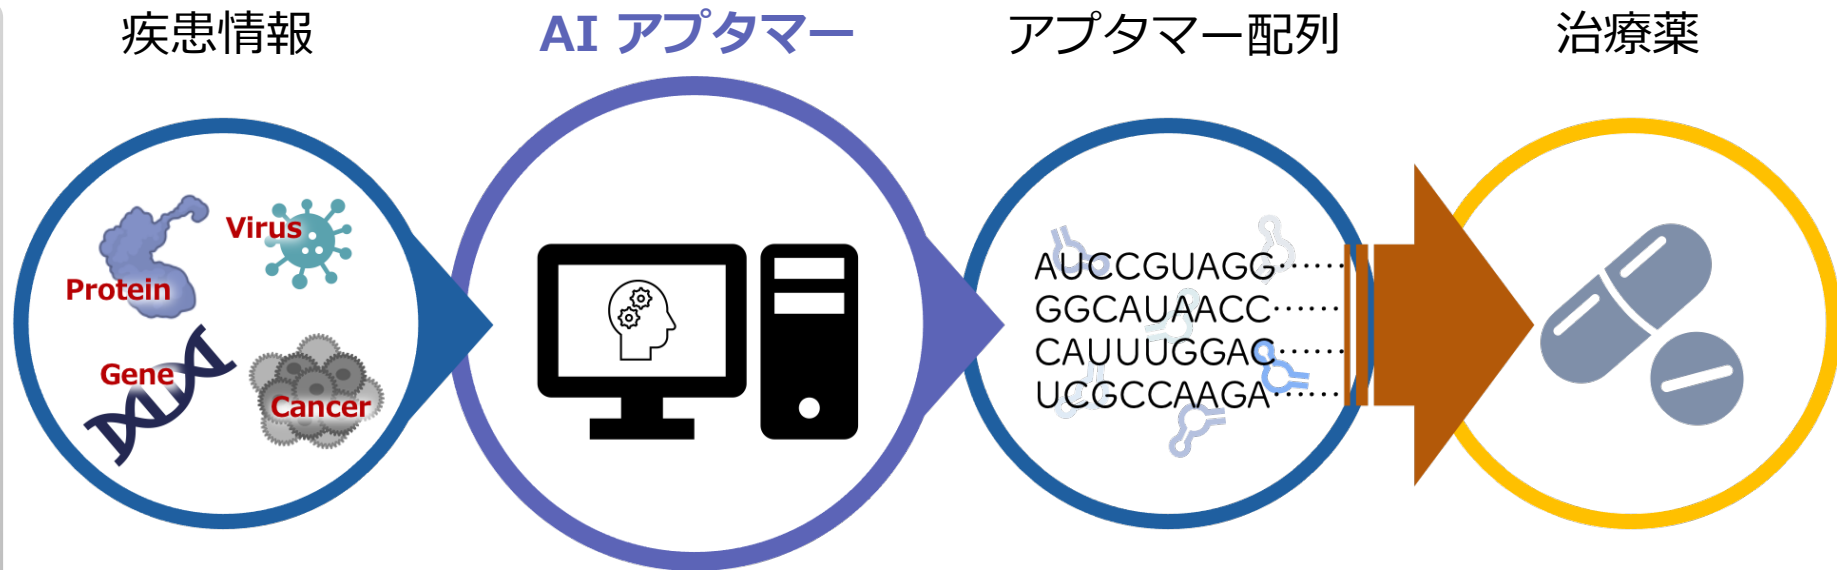 疾患情報
AI アプタマー
アプタマー配列
治療薬
Virus
Protein
Gene
Cancer
AUCCGUAGG······
GGCAUAACC······
CAUUUGGAC······
UCGCCAAGA······